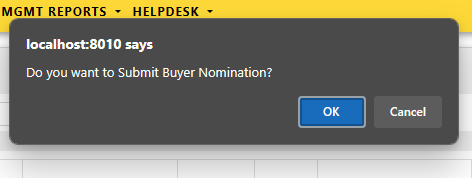 MGMT REPORTS HELPDESK
localhost:8010 says
Do you want to Submit Buyer Nomination?
OK Cancel